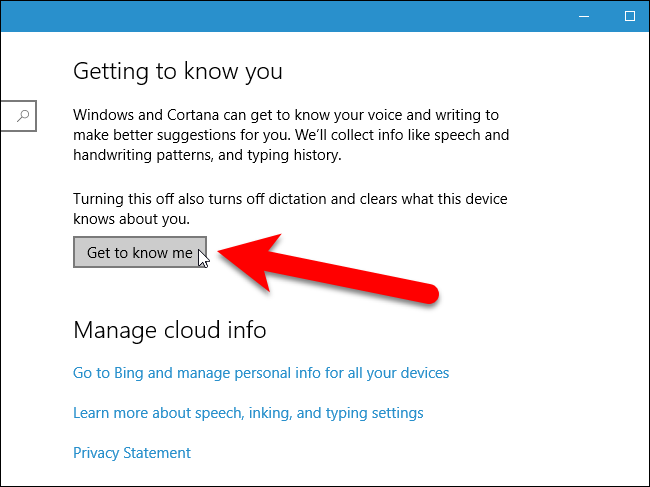 Getting to know you
Windows and Cortana can get to know your voice and writing to
make better suggestions for you. We'll collect info like speech and
handwriting patterns, and typing history.
Turning this off also turns off dictation and clears what this device
knows about you.
Get to know me
Manage cloud info
Go to Bing and manage personal info for all your devices
Learn more about speech, inking, and typing settings
Privacy Statement